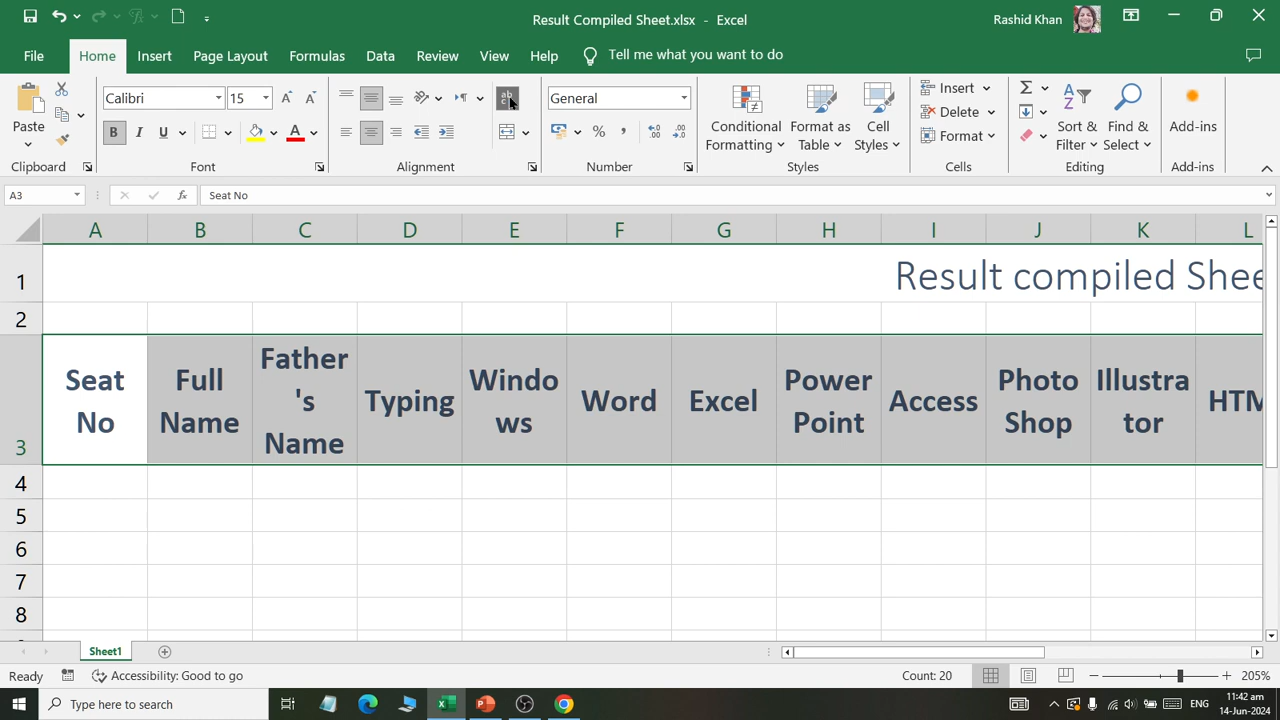 Result Compiled Sheet.xlsx - Excel
Rashid Khan
File Home Insert Page Layout Formulas Data Review View Help Tell me what you want to do
Paste
Clipboard
Calibri 15
B I U A
Font
ab
c
Alignment
General
% ,
Number
Conditional
Formatting
Format as
Table
Cell
Styles
Styles
Insert
Delete
Format
Cells
Sort &
Filter
Find &
Select
Editing
Add-ins
Add-ins
A3 fx Seat No
A B C D E F G H I J K L
1 Result compiled Shee
2
3
Seat
No
Full
Name
Father
's
Name
Typing
Windo
ws
Word
Excel
Power
Point
Access
Photo
Shop
Illustra
tor
HTM
4
5
6
7
8
Sheet1
Ready Accessibility: Good to go Count: 20 205%
Type here to search ENG 11:42 am
14-Jun-2024